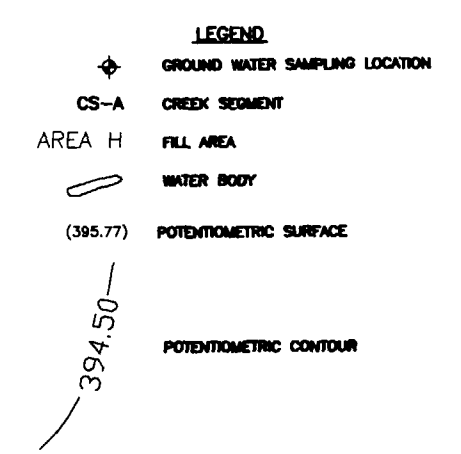 LEGEND
GROUND WATER SAMPLING LOCATION
CS-A CREEK SEGMENT
AREA H FILL AREA
WATER BODY
(395.77) POTENTIOMETRIC SURFACE
394.50
POTENTIOMETRIC CONTOUR